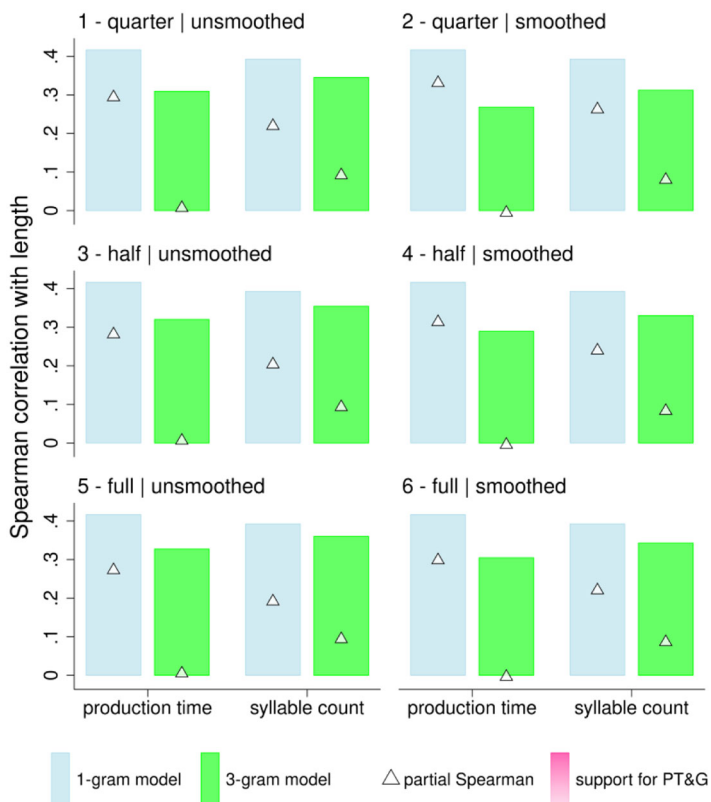 1 - quarter | unsmoothed
2 - quarter | smoothed
.4
.3
.2
.1
0
3 - half | unsmoothed
4 - half | smoothed
.4
.3
.2
.1
0
Spearman correlation with length
5 - full | unsmoothed
6 - full | smoothed
.4
.3
.2
.1
0
production time
syllable count
production time
syllable count
1-gram model
3-gram model
partial Spearman
support for PT&G